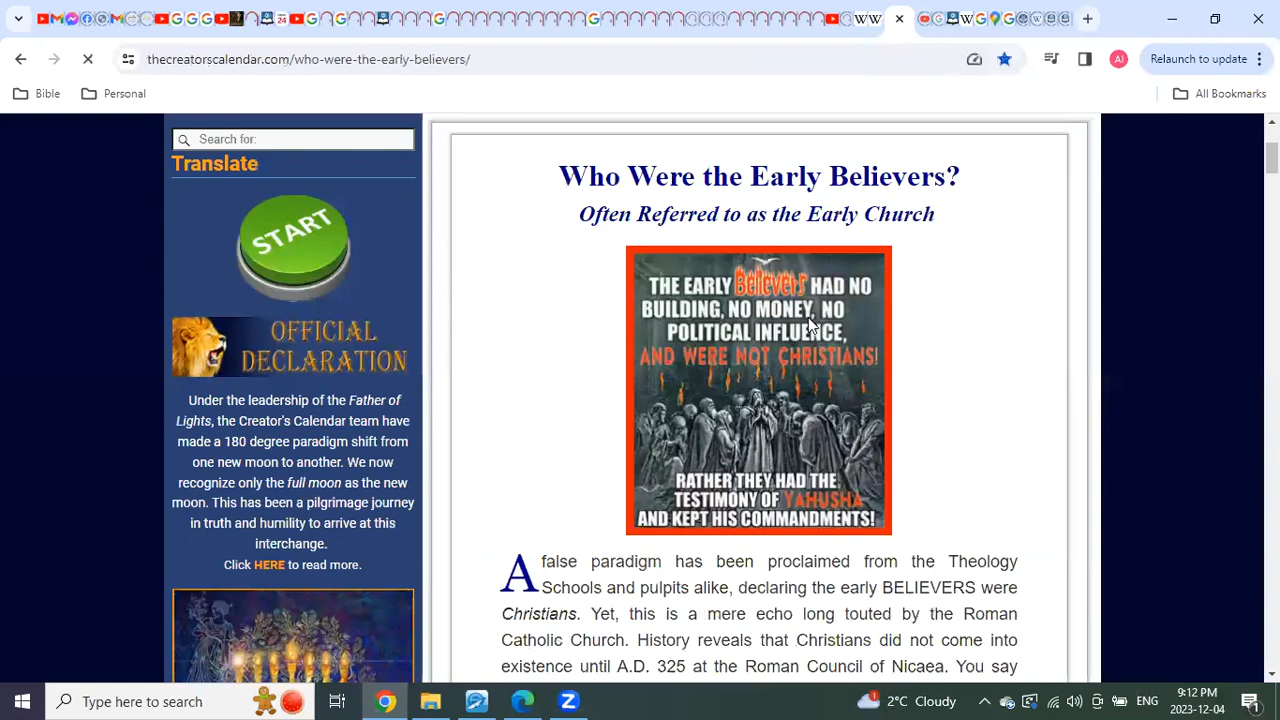 thecreatorscalendar.com/who-were-the-early-believers/
AI
Relaunch to update
Bible
Personal
All Bookmarks
Search for:
Translate
START
OFFICIAL
DECLARATION
Under the leadership of the Father of
Lights, the Creator's Calendar team have
made a 180 degree paradigm shift from
one new moon to another. We now
recognize only the full moon as the new
moon. This has been a pilgrimage journey
in truth and humility to arrive at this
interchange.
Click HERE to read more.
Who Were the Early Believers?
Often Referred to as the Early Church
THE EARLY Believers HAD NO
BUILDING, NO MONEY, NO
POLITICAL INFLUENCE,
AND WERE NOT CHRISTIANS!
RATHER THEY HAD THE
TESTIMONY OF YAHUSHA
AND KEPT HIS COMMANDMENTS!
A false paradigm has been proclaimed from the Theology
Schools and pulpits alike, declaring the early BELIEVERS were
Christians. Yet, this is a mere echo long touted by the Roman
Catholic Church. History reveals that Christians did not come into
existence until A.D. 325 at the Roman Council of Nicaea. You say
Type here to search
2°C Cloudy
ENG
9:12 PM
2023-12-04